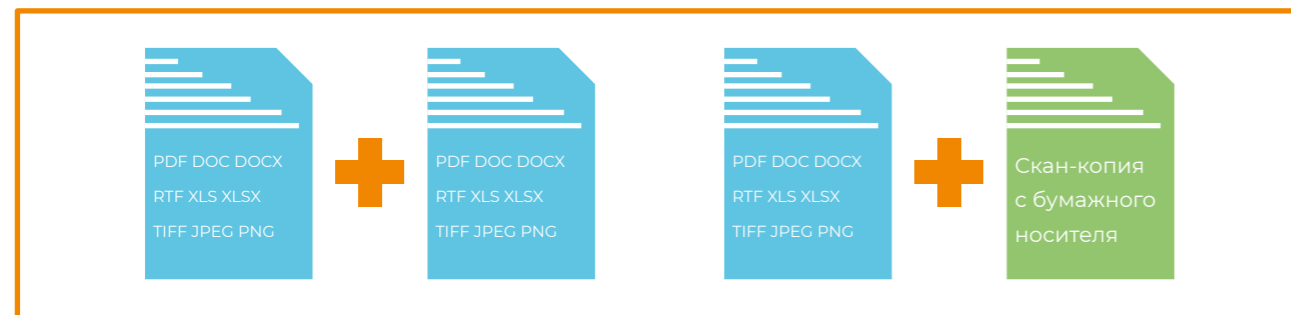 PDF DOC DOCX
RTF XLS XLSX
TIFF JPEG PNG
PDF DOC DOCX
RTF XLS XLSX
TIFF JPEG PNG
PDF DOC DOCX
RTF XLS XLSX
TIFF JPEG PNG
Скан-копия
с бумажного
носителя